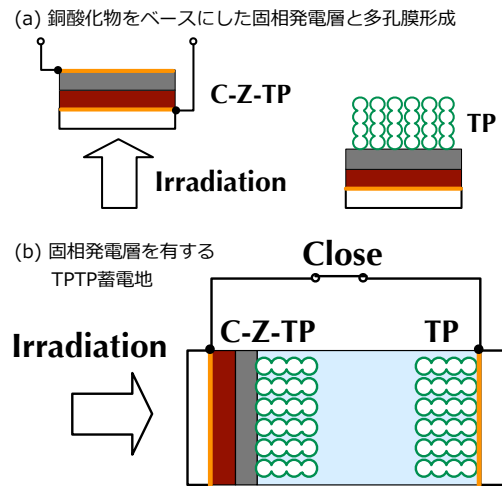 (a) 銅酸化物をベースにした固相発電層と多孔膜形成
C-Z-TP
TP
Irradiation
(b) 固相発電層を有する
TPTP蓄電地
Close
C-Z-TP
TP
Irradiation